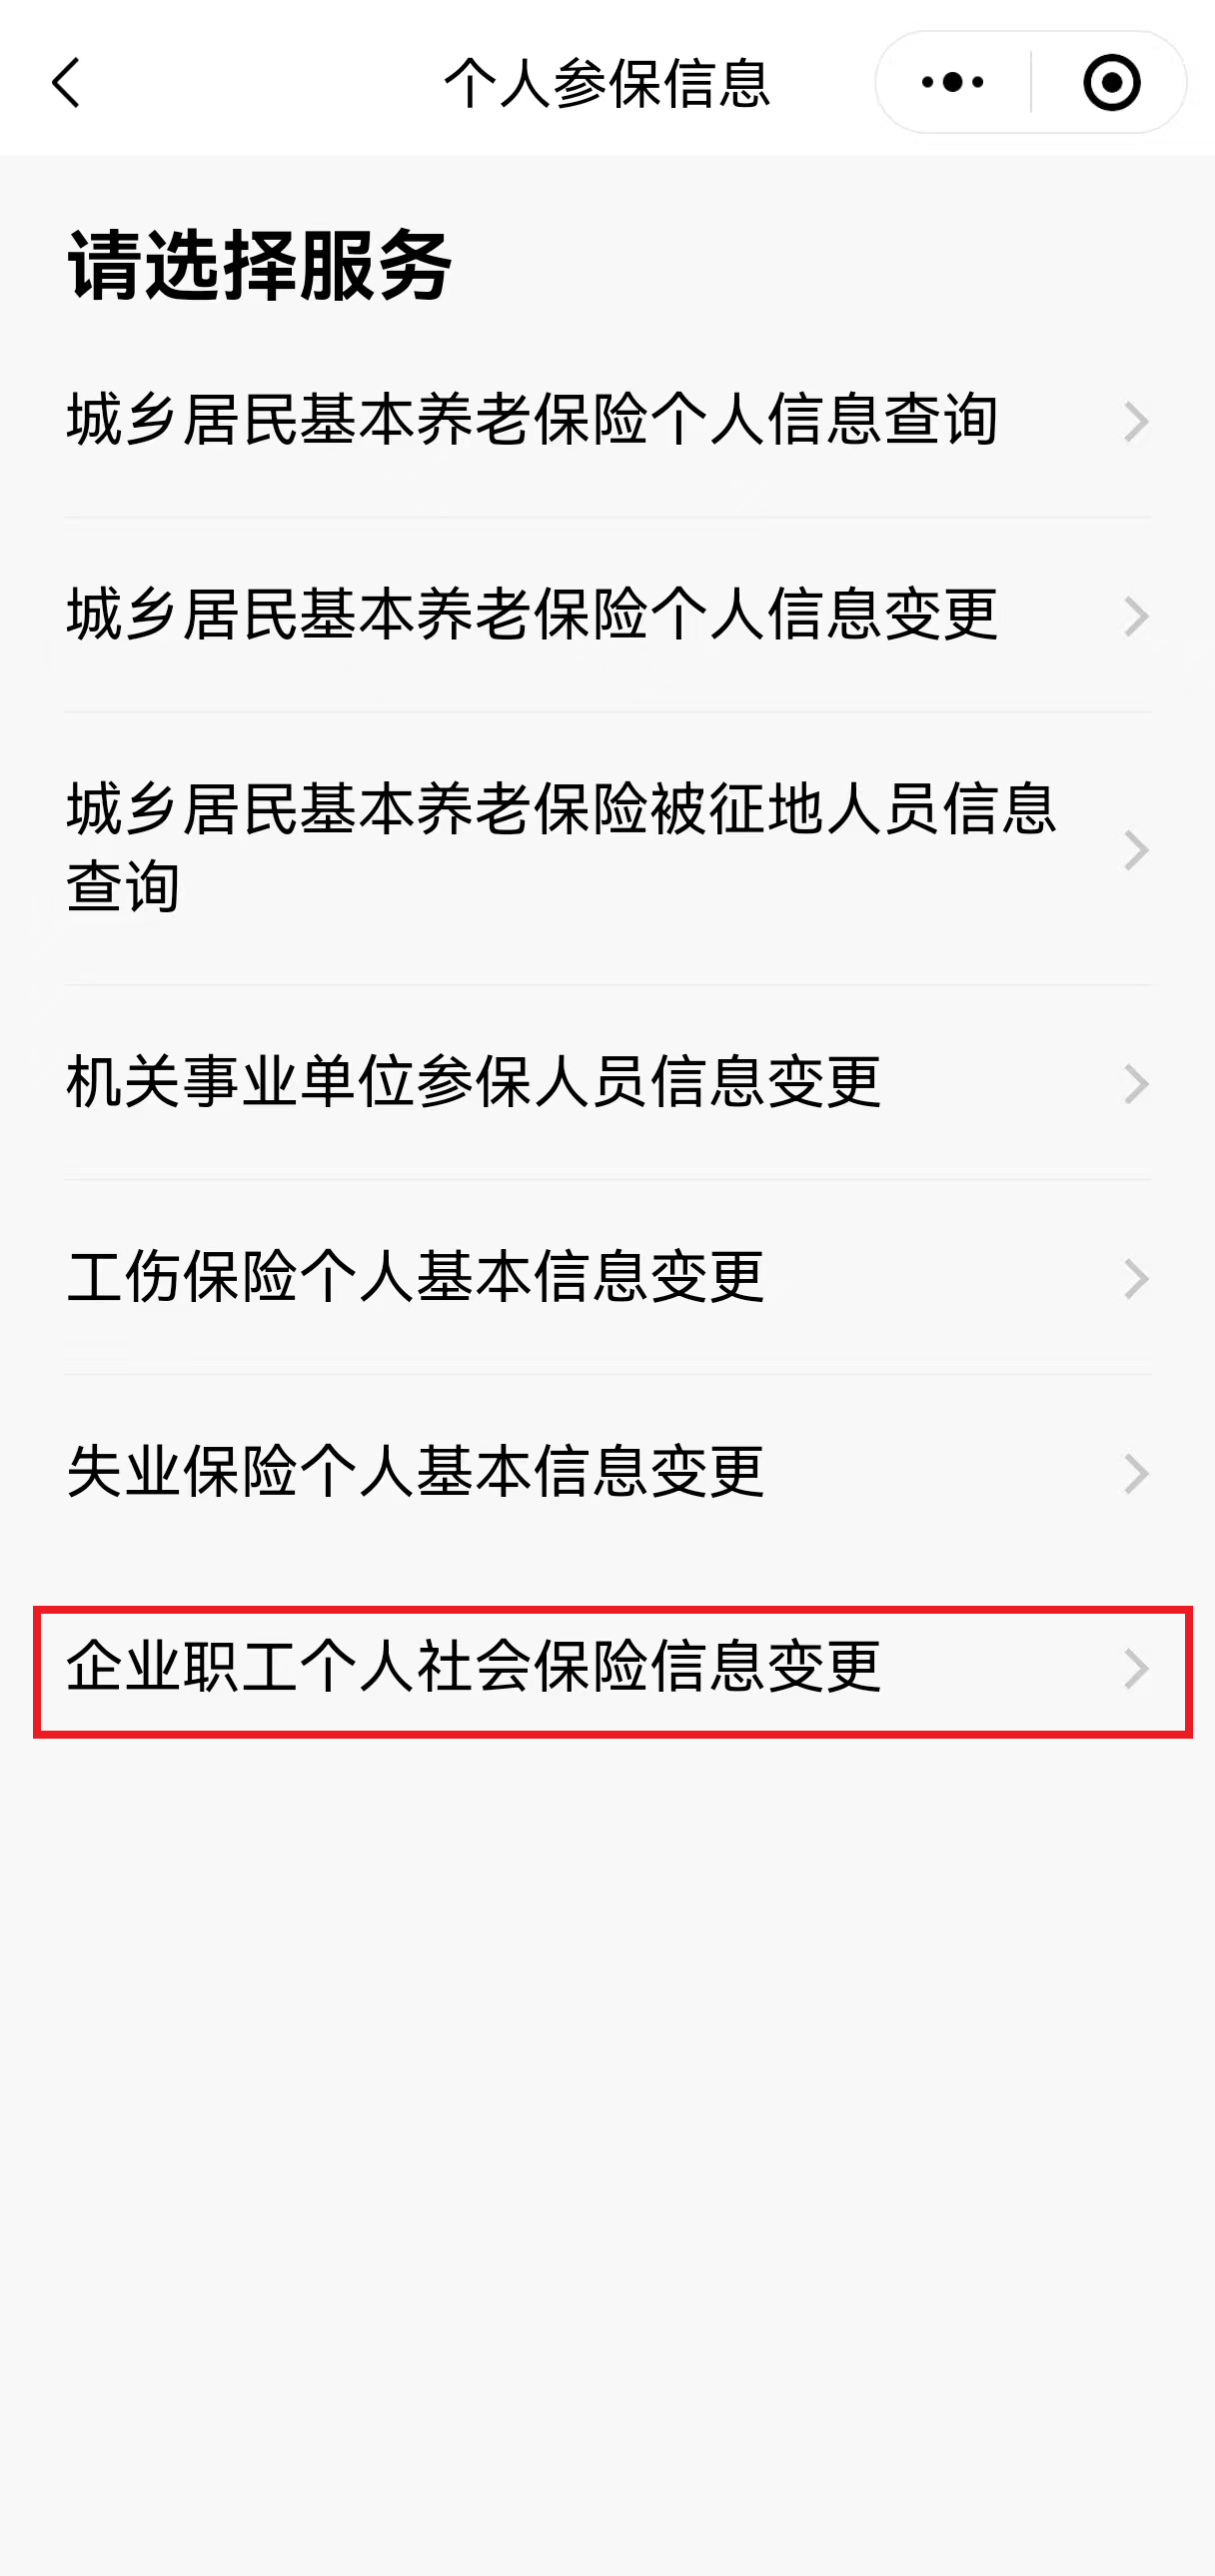 个人参保信息
请选择服务
城乡居民基本养老保险个人信息查询
城乡居民基本养老保险个人信息变更
城乡居民基本养老保险被征地人员信息
查询
机关事业单位参保人员信息变更
工伤保险个人基本信息变更
失业保险个人基本信息变更
企业职工个人社会保险信息变更